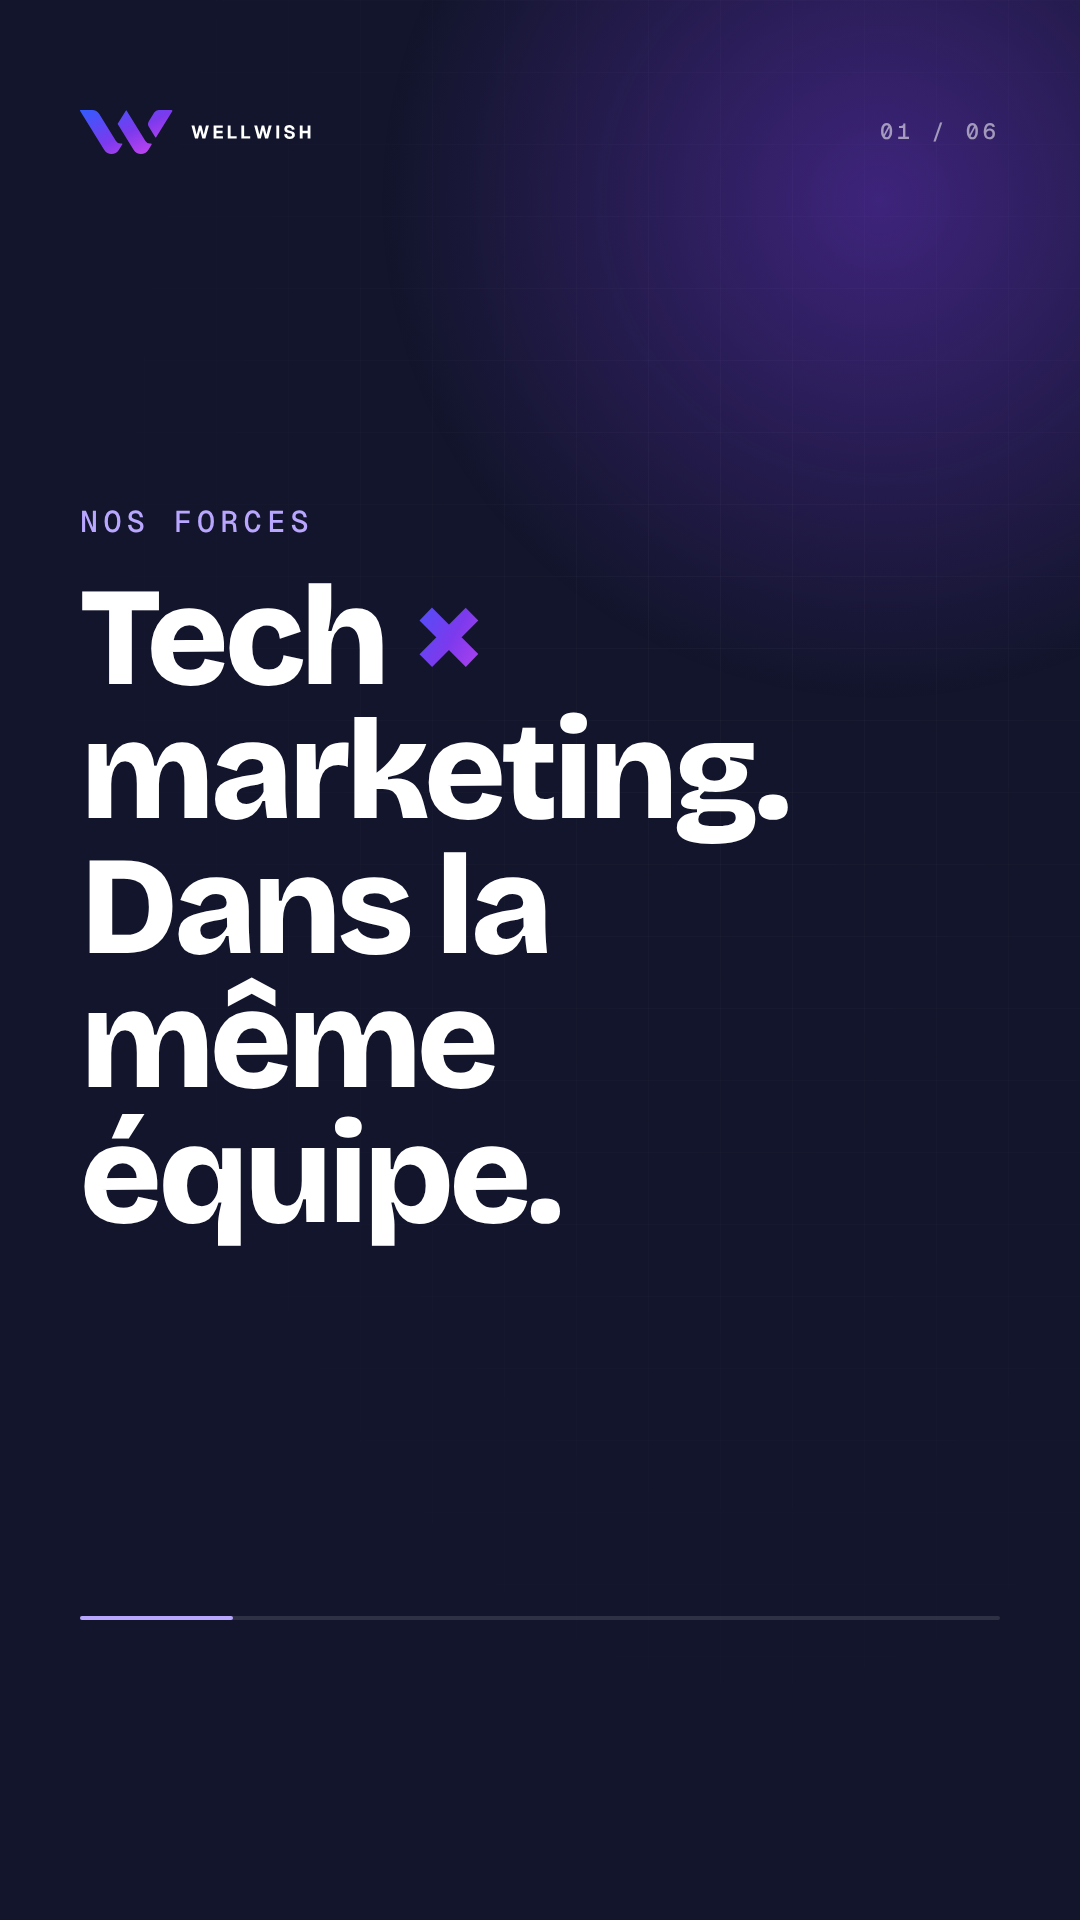 WELLWISH
01 / 06
NOS FORCES
Tech ×
marketing.
Dans la
même
équipe.